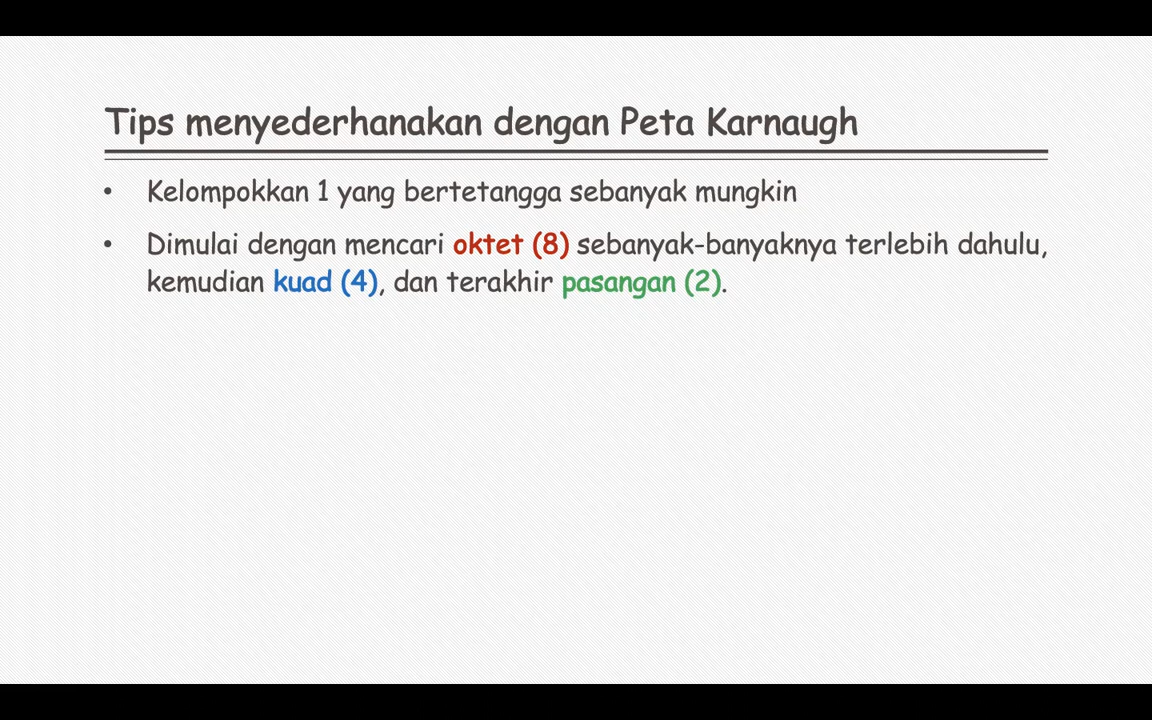 Tips menyederhanakan dengan Peta Karnaugh
• Kelompokkan 1 yang bertetangga sebanyak mungkin
• Dimulai dengan mencari oktet (8) sebanyak-banyaknya terlebih dahulu,
kemudian kuad (4), dan terakhir pasangan (2).